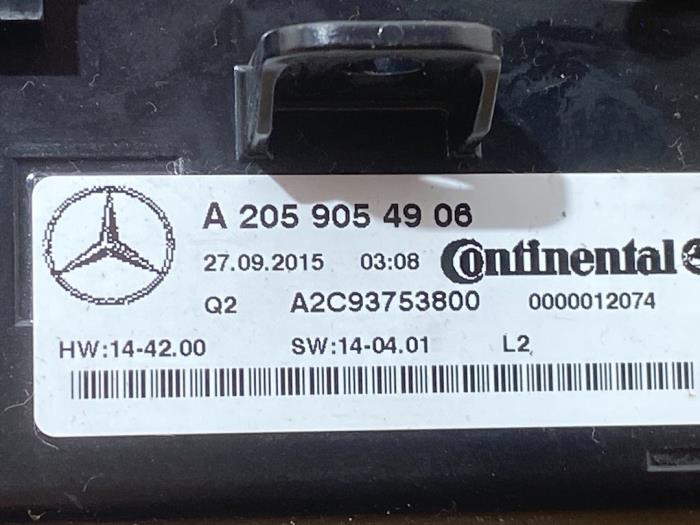 A 205 905 49 06
27.09.2015 03:08 Continental
Q2 A2C93753800 0000012074
HW:14-42.00 SW:14-04.01 L2